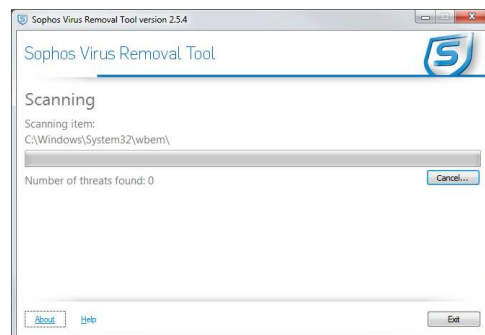 Sophos Virus Removal Tool version 2.5.4
Sophos Virus Removal Tool
S
Scanning
Scanning item:
C:\Windows\System32\wbem\
Number of threats found: 0
Cancel...
About Help
Exit